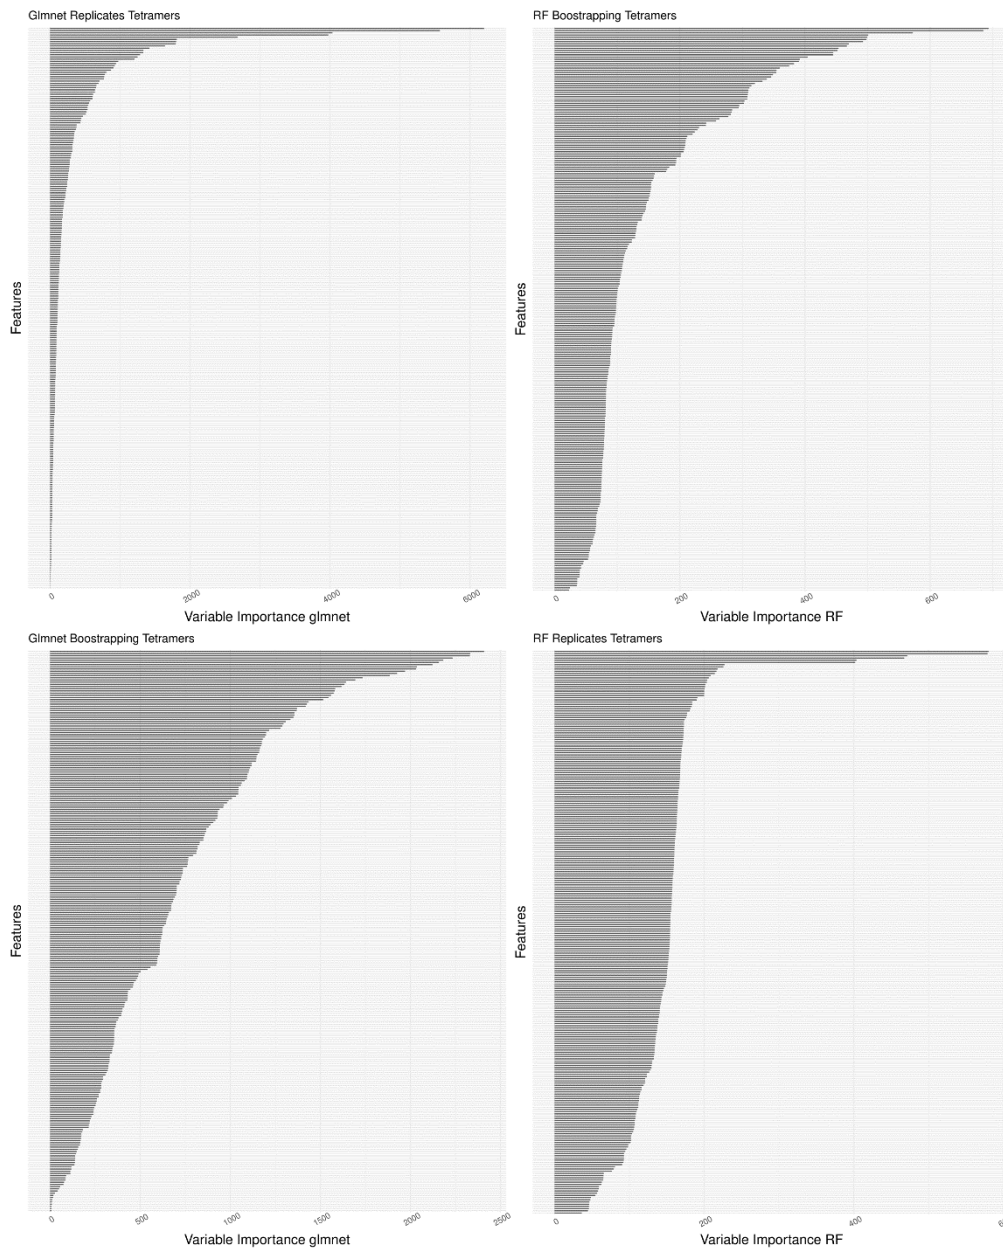 Glmnet Replicates Tetramers
Features
0 2000 4000 6000
Variable Importance glmnet
RF Boostrapping Tetramers
Features
0 200 400 600
Variable Importance RF
Glmnet Boostrapping Tetramers
Features
0 500 1000 1500 2000 2500
Variable Importance glmnet
RF Replicates Tetramers
Features
0 200 400
Variable Importance RF